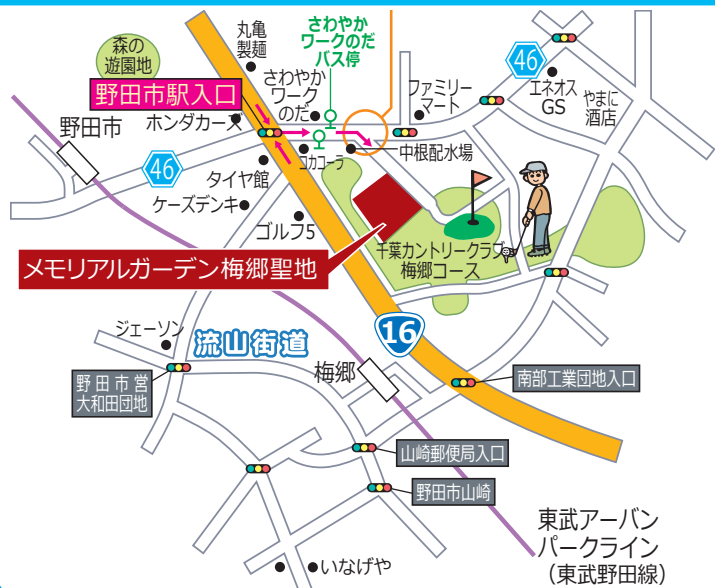 丸亀
製麺
さわやか
ワークのだ
バス停
森の
遊園地
46
エネオス
GS
やまに
酒店
さわやか
ワーク
のだ
ファミリー
マート
野田市駅入口
野田市
ホンダカーズ
コカコーラ
中根配水場
46
タイヤ館
ケーズデンキ
ゴルフ5
千葉カントリークラブ
梅郷コース
メモリアルガーデン梅郷聖地
ジェーソン
流山街道
16
梅郷
野田市営
大和田団地
南部工業団地入口
山崎郵便局入口
野田市山崎
東武アーバン
パークライン
（東武野田線）
いなげや